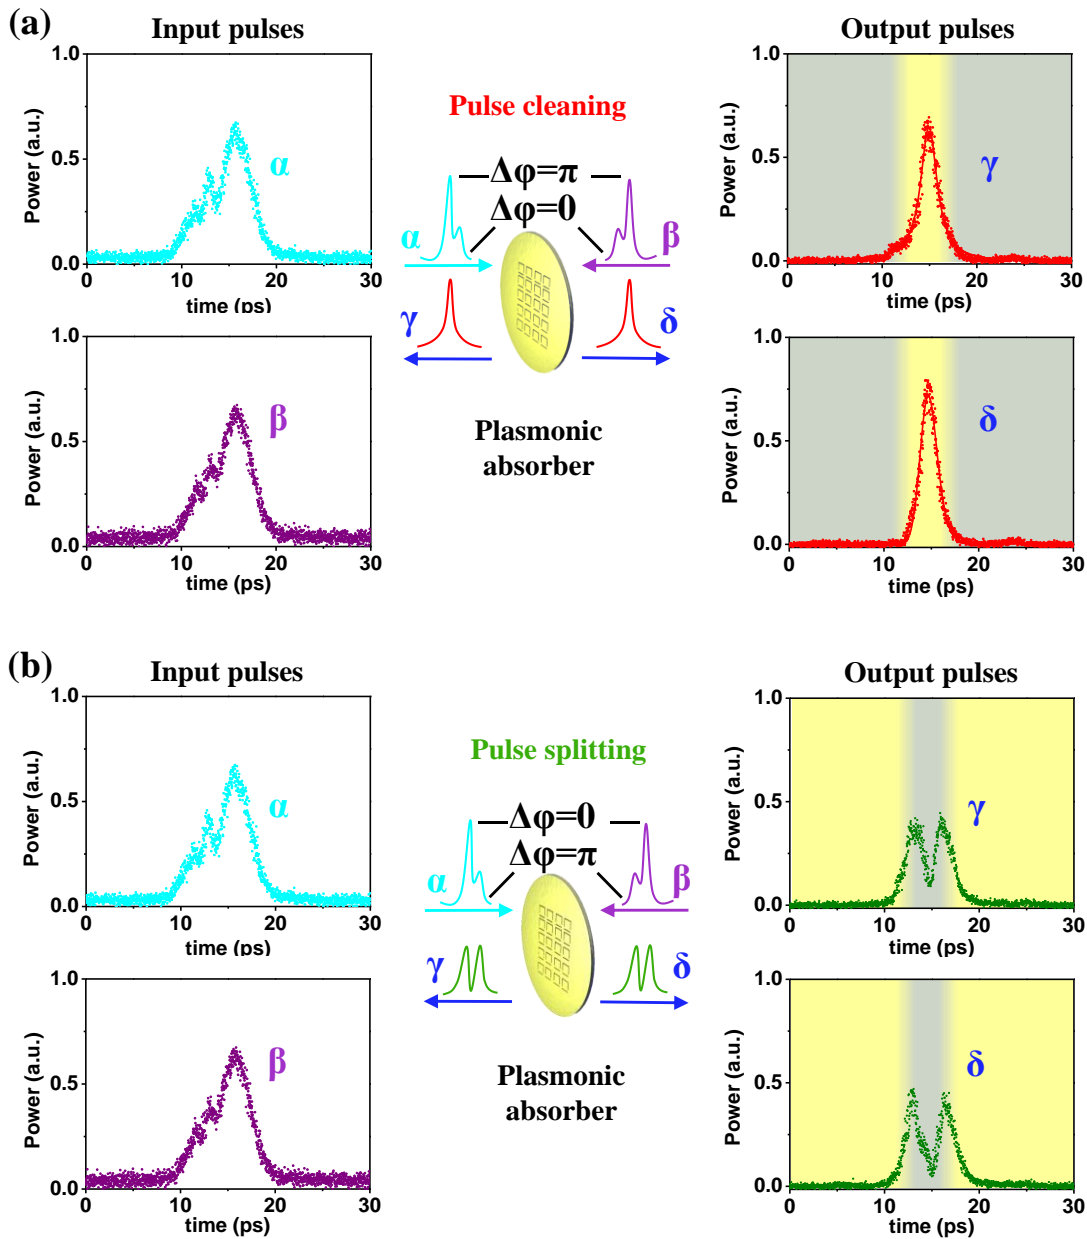 (a)
Input pulses
Output pulses
1.0
0.5
0.0
Power (a.u.)
α
0 10 20 30
time (ps)
1.0
0.5
0.0
Power (a.u.)
β
0 10 20 30
time (ps)
Pulse cleaning
Δφ=π
Δφ=0
α
β
γ
δ
Plasmonic
absorber
1.0
0.5
0.0
Power (a.u.)
γ
0 10 20 30
time (ps)
1.0
0.5
0.0
Power (a.u.)
δ
0 10 20 30
time (ps)
(b)
Input pulses
Output pulses
1.0
0.5
0.0
Power (a.u.)
α
0 10 20 30
time (ps)
1.0
0.5
0.0
Power (a.u.)
β
0 10 20 30
time (ps)
Pulse splitting
Δφ=0
Δφ=π
α
β
γ
δ
Plasmonic
absorber
1.0
0.5
0.0
Power (a.u.)
γ
0 10 20 30
time (ps)
1.0
0.5
0.0
Power (a.u.)
δ
0 10 20 30
time (ps)